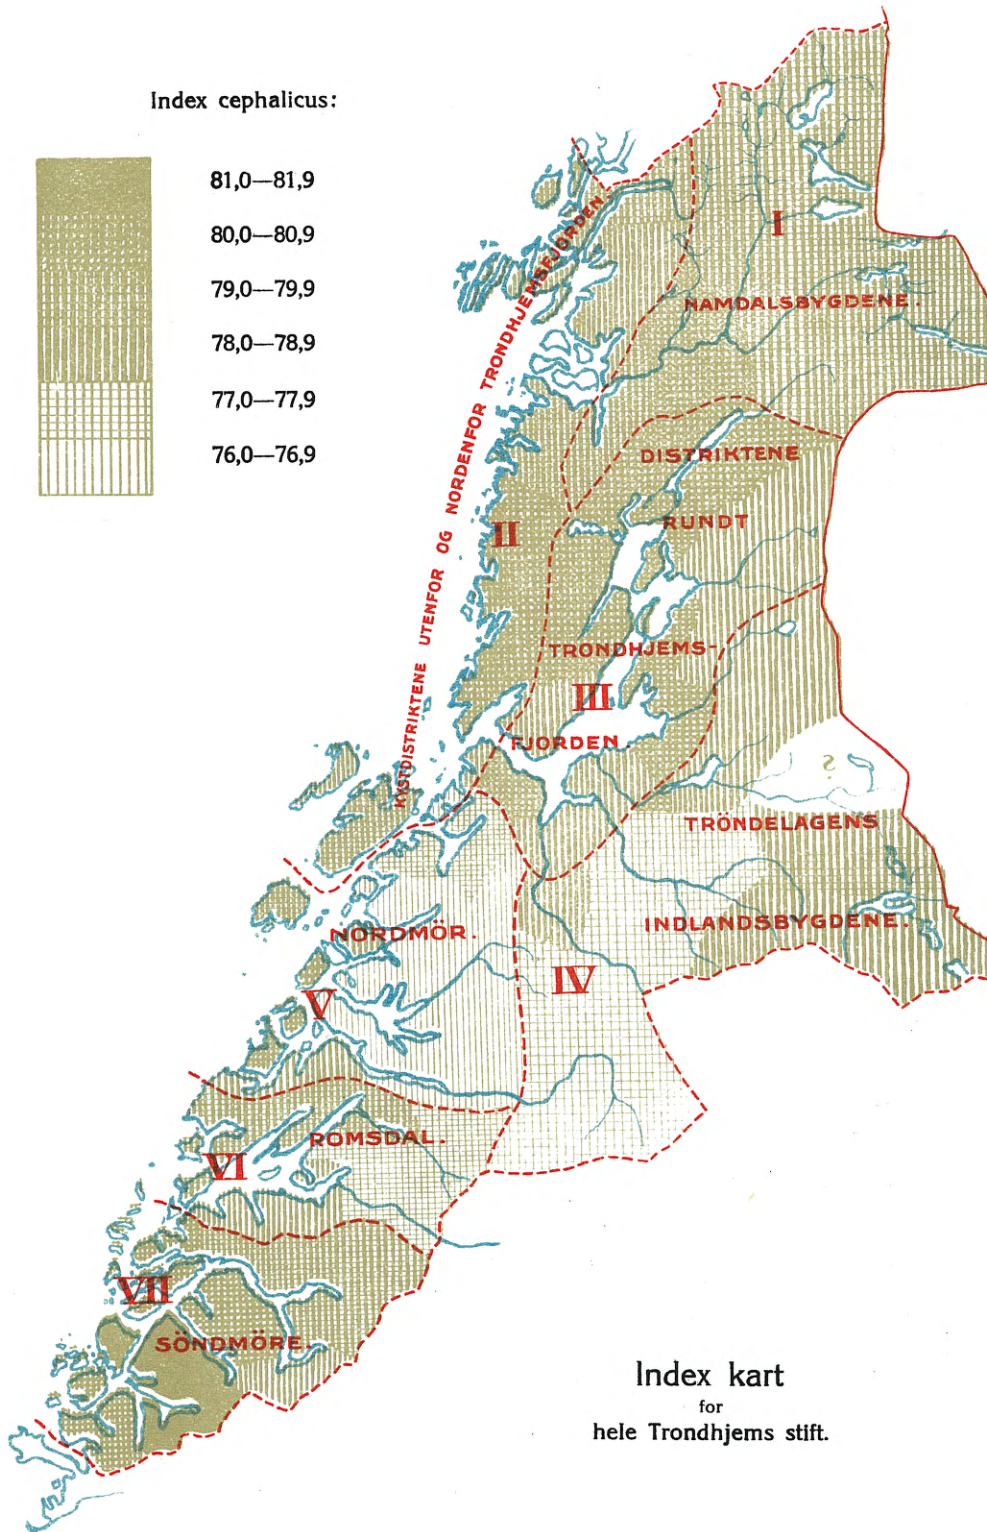 Index cephalicus:
81,0—81,9
80,0—80,9
79,0—79,9
78,0—78,9
77,0—77,9
76,0—76,9
I
NAMDALSBYGDENE.
KYSTDISTRIKTENE UTENFOR OG NORDENFOR TRONDHJEMSFJORDEN.
II
DISTRIKTENE
RUNDT
TRONDHJEMS-
III
FJORDEN.
?
TRÖNDELAGENS
INDLANDSBYGDENE.
IV
NORDMÖR.
V
ROMSDAL.
VI
VII
SÖNDMÖRE.
Index kart
for
hele Trondhjems stift.